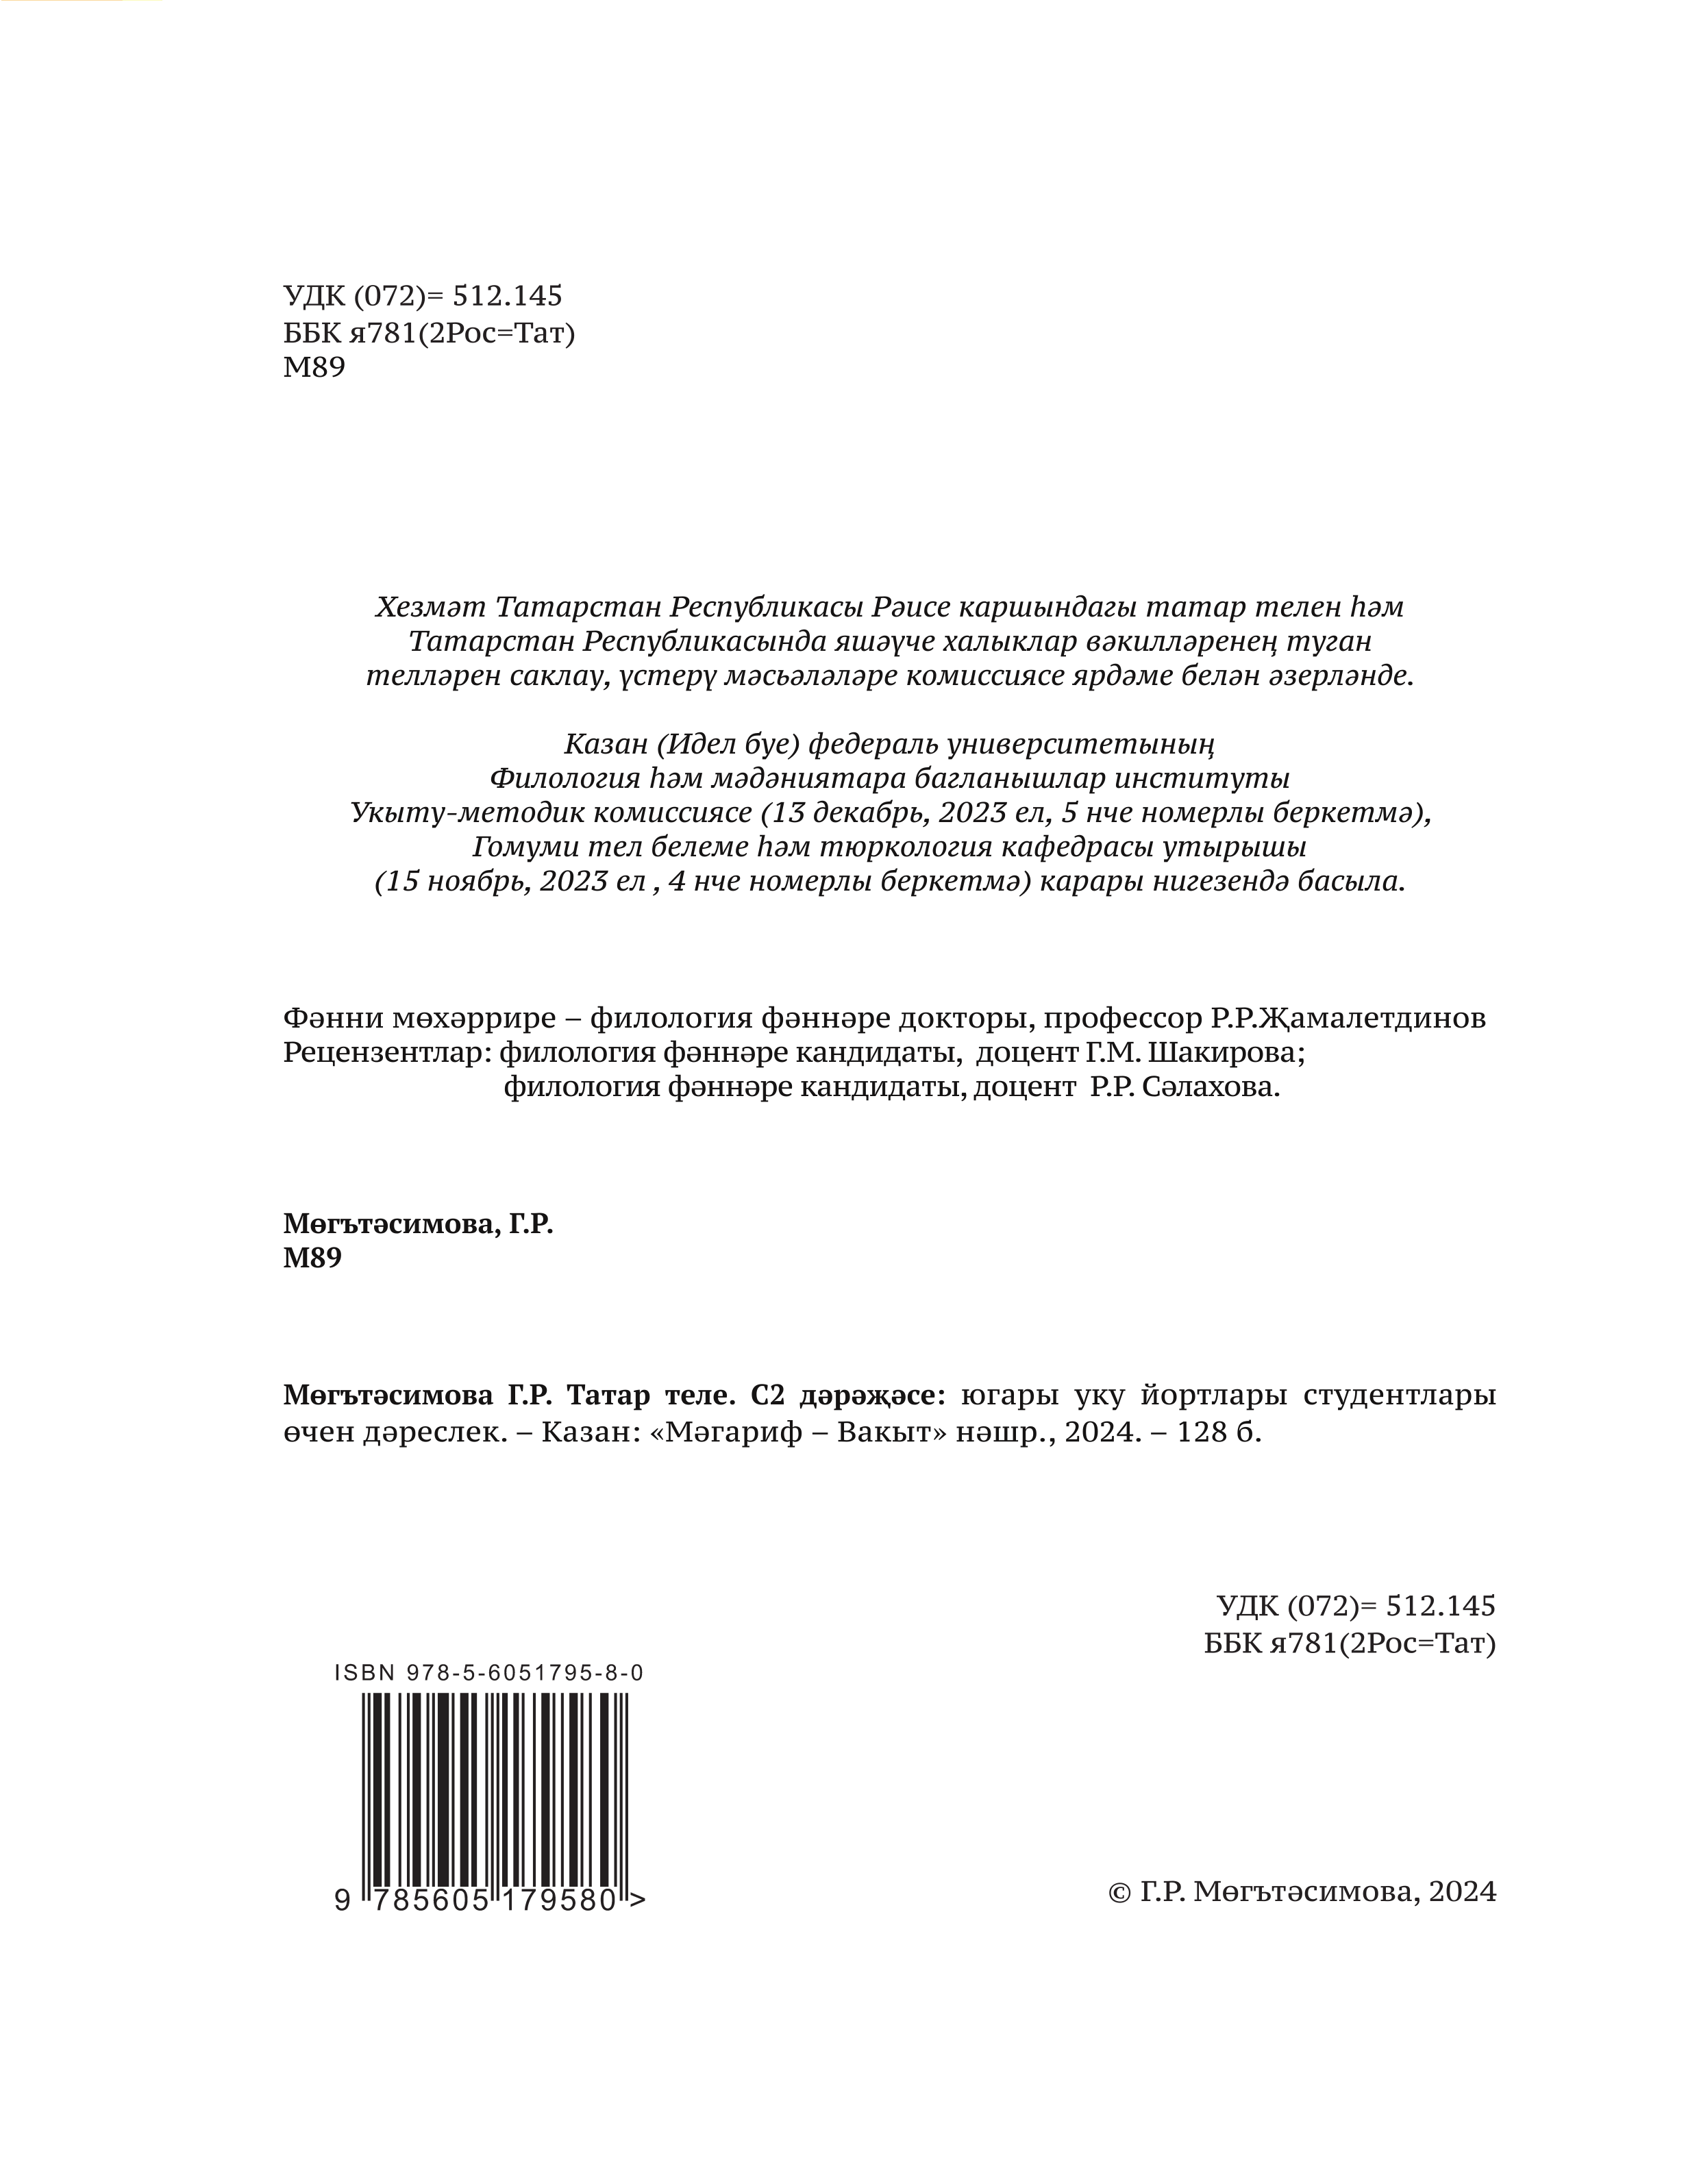 УДК (072)= 512.145
ББК я781(2Рос=Тат)
М89
Хезмәт Татарстан Республикасы Рәисе каршындагы татар телен һәм
Татарстан Республикасында яшәүче халыклар вәкилләренең туган
телләрен саклау, үстерү мәсьәләләре комиссиясе ярдәме белән әзерләнде.
Казан (Идел буе) федераль университетының
Филология һәм мәдәниятара багланышлар институты
Укыту-методик комиссиясе (13 декабрь, 2023 ел, 5 нче номерлы беркетмә),
Гомуми тел белеме һәм тюркология кафедрасы утырышы
(15 ноябрь, 2023 ел , 4 нче номерлы беркетмә) карары нигезендә басыла.
Фәнни мөхәррире – филология фәннәре докторы, профессор Р.Р.Җамалетдинов
Рецензентлар: филология фәннәре кандидаты, доцент Г.М. Шакирова;
филология фәннәре кандидаты, доцент Р.Р. Сәлахова.
Мөгътәсимова, Г.Р.
М89
Мөгътәсимова Г.Р. Татар теле. С2 дәрәҗәсе: югары уку йортлары студентлары
өчен дәреслек. – Казан: «Мәгариф – Вакыт» нәшр., 2024. – 128 б.
УДК (072)= 512.145
ББК я781(2Рос=Тат)
ISBN 978-5-6051795-8-0
9 785605 179580 >
© Г.Р. Мөгътәсимова, 2024